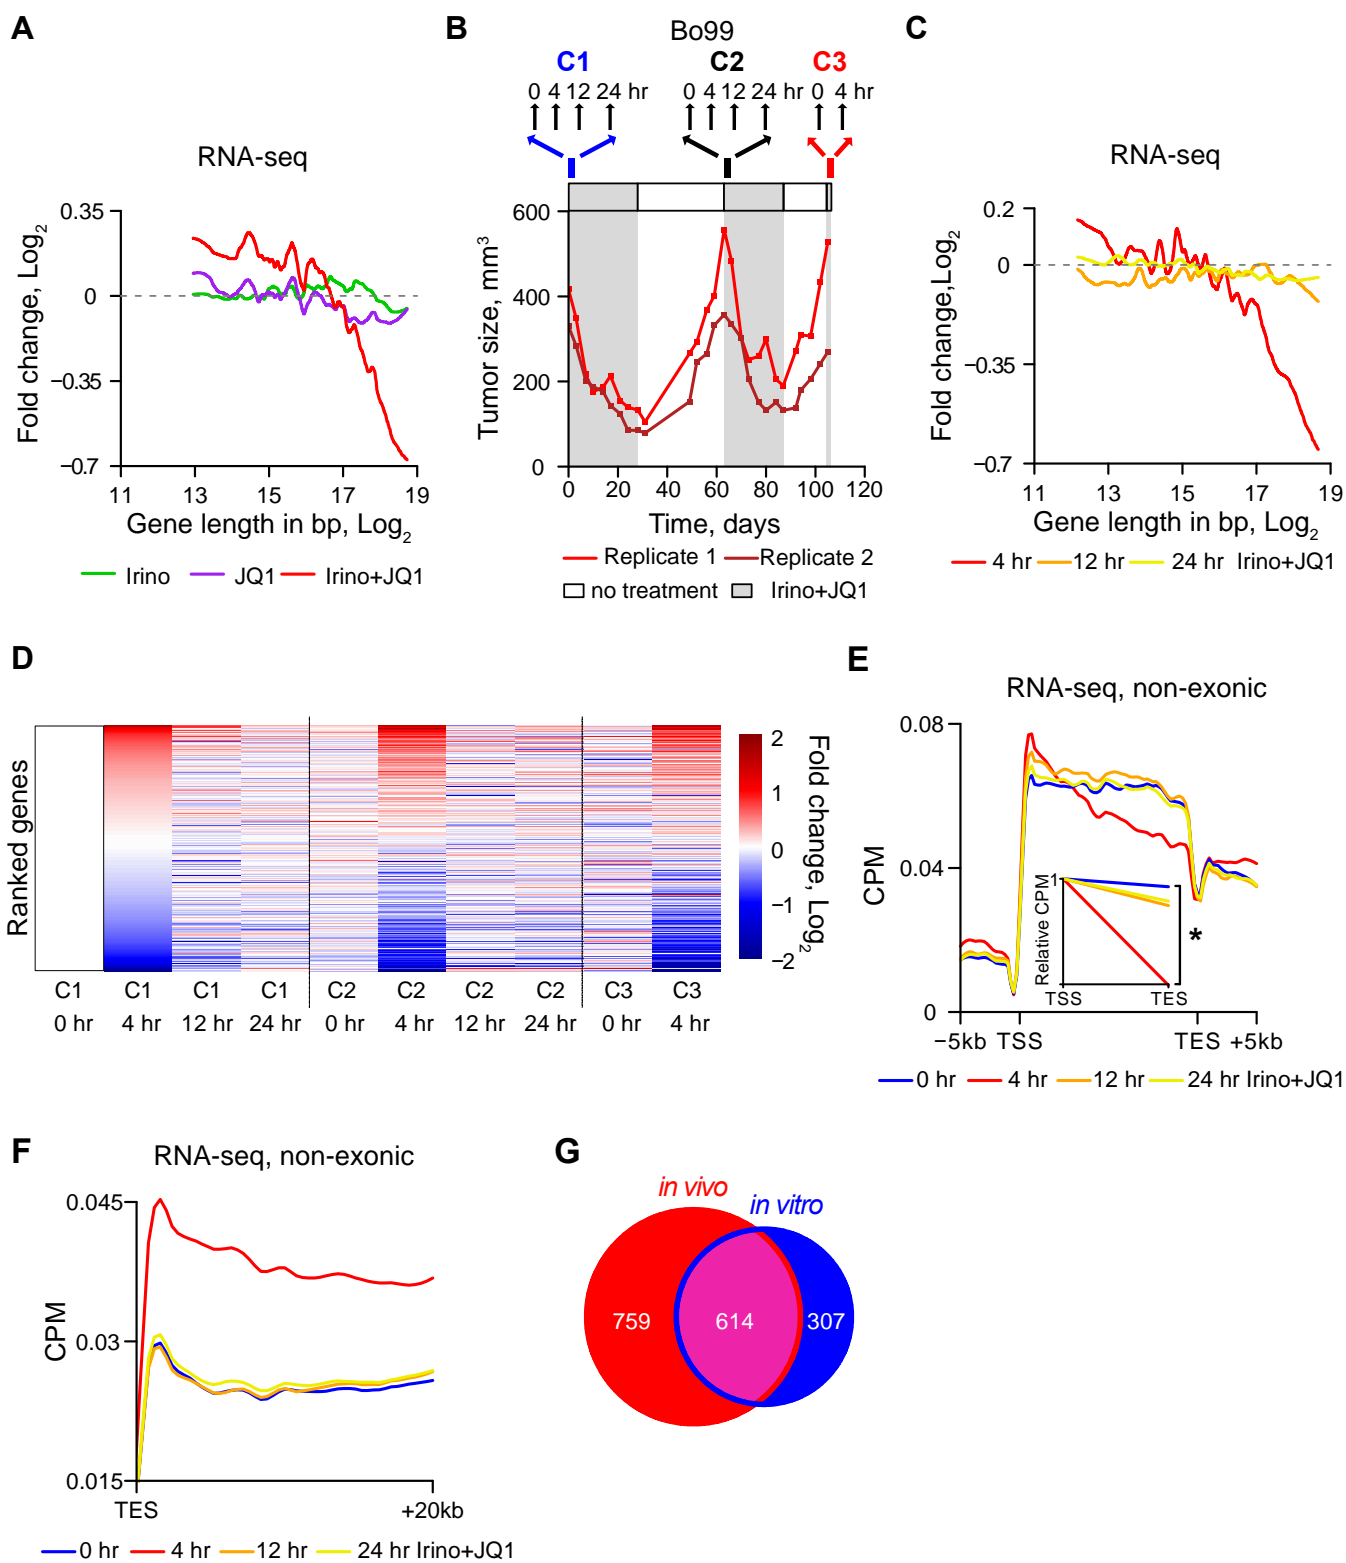 A
RNA-seq
Fold change, Log2
0.35
0
−0.35
−0.7
11 13 15 17 19
Gene length in bp, Log2
Irino JQ1 Irino+JQ1
B
Bo99
C1 C2 C3
0 4 12 24 hr 0 4 12 24 hr 0 4 hr
Tumor size, mm3
600
400
200
0
0 20 40 60 80 100 120
Time, days
Replicate 1 Replicate 2
no treatment Irino+JQ1
C
RNA-seq
Fold change,Log2
0.2
0
−0.35
−0.7
11 13 15 17 19
Gene length in bp, Log2
4 hr 12 hr 24 hr Irino+JQ1
D
Ranked genes
C1 C1 C1 C1 C2 C2 C2 C2 C3 C3
0 hr 4 hr 12 hr 24 hr 0 hr 4 hr 12 hr 24 hr 0 hr 4 hr
2
1
0
−1
−2
Fold change, Log2
E
RNA-seq, non-exonic
CPM
0.08
0.04
0
Relative CPM
1
TSS TES
*
−5kb TSS TES +5kb
0 hr 4 hr 12 hr 24 hr Irino+JQ1
F
RNA-seq, non-exonic
CPM
0.045
0.03
0.015
TES +20kb
0 hr 4 hr 12 hr 24 hr Irino+JQ1
G
in vivo
in vitro
759 614 307